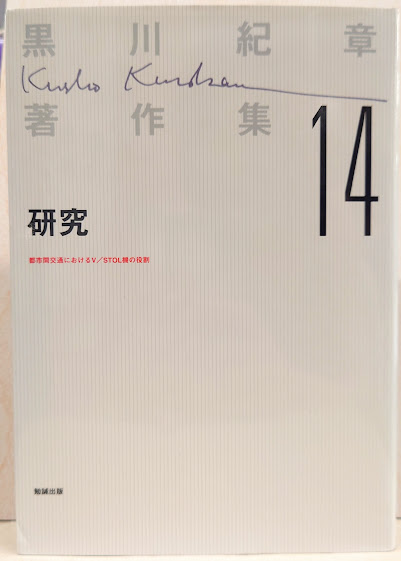 黒川紀章
Kisho Kurokawa
著作集
14
研究
都市間交通におけるV／STOL機の役割
勉誠出版